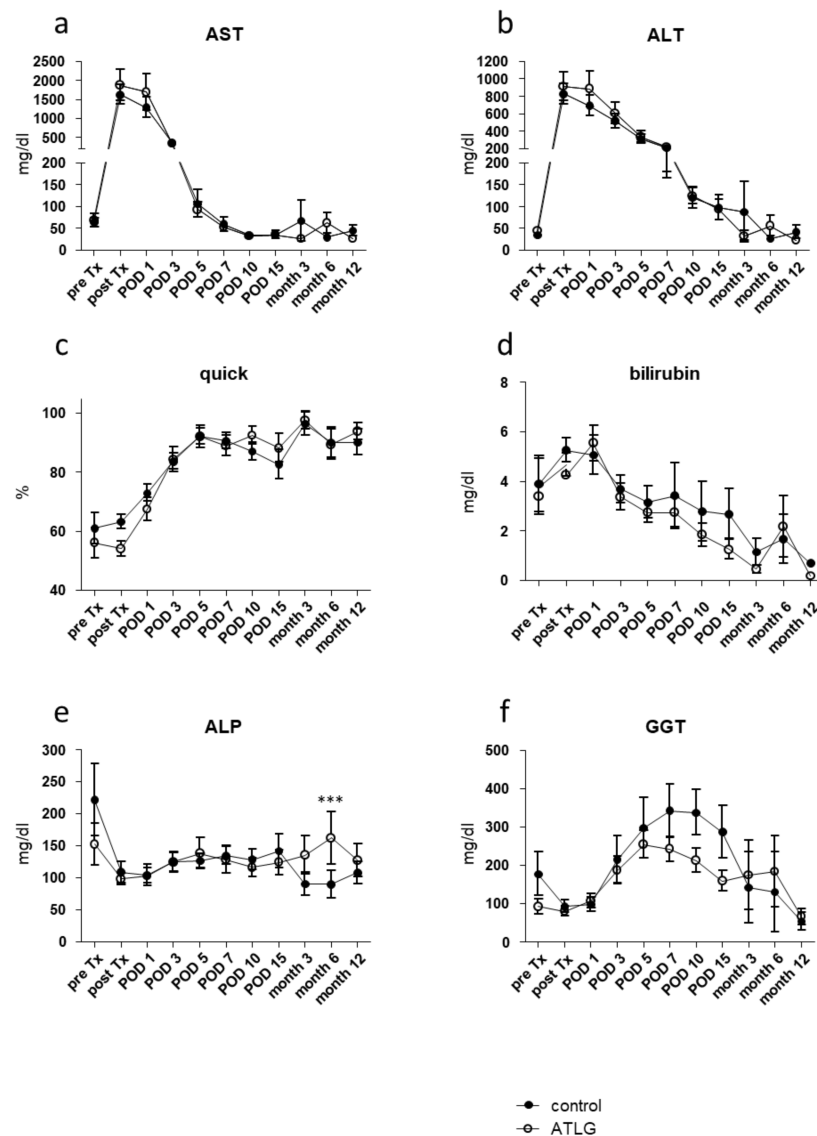 a
AST
mg/dl
2500
2000
1500
1000
500
200
150
100
50
0
pre Tx
post Tx
POD 1
POD 3
POD 5
POD 7
POD 10
POD 15
month 3
month 6
month 12
b
ALT
mg/dl
1200
1000
800
600
400
200
200
150
100
50
0
pre Tx
post Tx
POD 1
POD 3
POD 5
POD 7
POD 10
POD 15
month 3
month 6
month 12
c
quick
%
100
80
60
40
pre Tx
post Tx
POD 1
POD 3
POD 5
POD 7
POD 10
POD 15
month 3
month 6
month 12
d
bilirubin
mg/dl
8
6
4
2
0
pre Tx
post Tx
POD 1
POD 3
POD 5
POD 7
POD 10
POD 15
month 3
month 6
month 12
e
ALP
mg/dl
300
250
200
150
100
50
0
***
pre Tx
post Tx
POD 1
POD 3
POD 5
POD 7
POD 10
POD 15
month 3
month 6
month 12
f
GGT
mg/dl
500
400
300
200
100
0
pre Tx
post Tx
POD 1
POD 3
POD 5
POD 7
POD 10
POD 15
month 3
month 6
month 12
control
ATLG